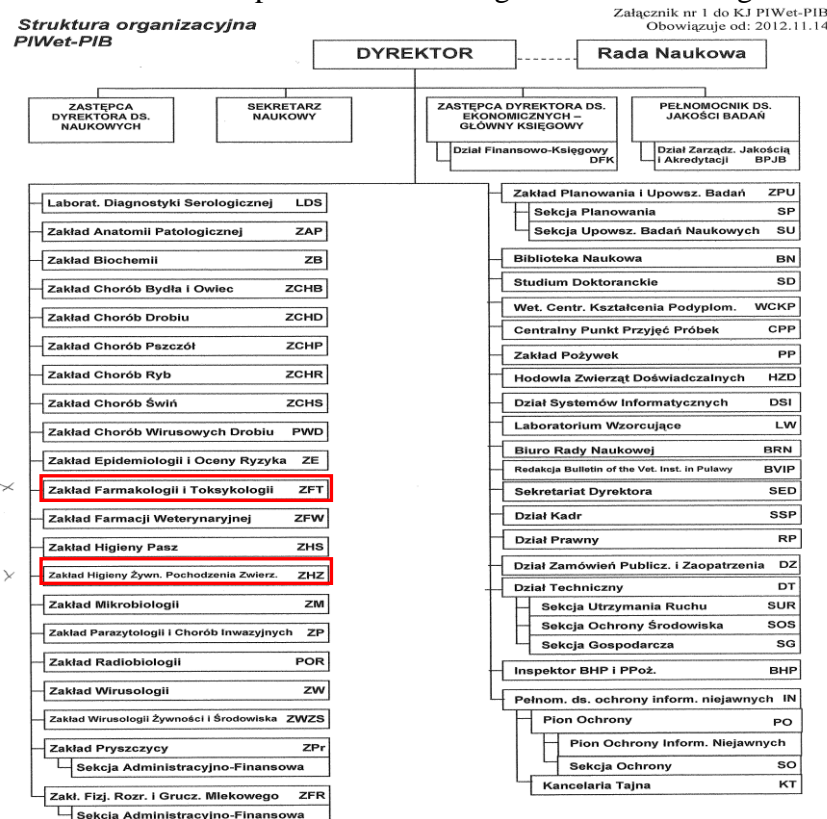 Struktura organizacyjna
PIWet-PIB
Załącznik nr 1 do KJ PIWet-PIB
Obowiązuje od: 2012.11.14
DYREKTOR
Rada Naukowa
ZASTĘPCA
DYREKTORA DS.
NAUKOWYCH
SEKRETARZ
NAUKOWY
ZASTĘPCA DYREKTORA DS.
EKONOMICZNYCH –
GŁÓWNY KSIĘGOWY
Dział Finansowo-Księgowy
DFK
PEŁNOMOCNIK DS.
JAKOŚCI BADAŃ
Dział Zarządz. Jakością
i Akredytacji BPJB
Laborat. Diagnostyki Serologicznej LDS
Zakład Anatomii Patologicznej ZAP
Zakład Biochemii ZB
Zakład Chorób Bydła i Owiec ZCHB
Zakład Chorób Drobiu ZCHD
Zakład Chorób Pszczół ZCHP
Zakład Chorób Ryb ZCHR
Zakład Chorób Świń ZCHS
Zakład Chorób Wirusowych Drobiu PWD
Zakład Epidemiologii i Oceny Ryzyka ZE
Zakład Farmakologii i Toksykologii ZFT
Zakład Farmacji Weterynaryjnej ZFW
Zakład Higieny Pasz ZHS
Zakład Higieny Żywn. Pochodzenia Zwierz. ZHZ
Zakład Mikrobiologii ZM
Zakład Parazytologii i Chorób Inwazyjnych ZP
Zakład Radiobiologii POR
Zakład Wirusologii ZW
Zakład Wirusologii Żywności i Środowiska ZWZS
Zakład Pryszczycy ZPr
Sekcja Administracyjno-Finansowa
Zakł. Fizj. Rozr. i Grucz. Mlekowego ZFR
Sekcja Administracyjno-Finansowa
Zakład Planowania i Upowsz. Badań ZPU
Sekcja Planowania SP
Sekcja Upowsz. Badań Naukowych SU
Biblioteka Naukowa BN
Studium Doktoranckie SD
Wet. Centr. Kształcenia Podyplom. WCKP
Centralny Punkt Przyjęć Próbek CPP
Zakład Pożywek PP
Hodowla Zwierząt Doświadczalnych HZD
Dział Systemów Informatycznych DSI
Laboratorium Wzorcujące LW
Biuro Rady Naukowej BRN
Redakcja Bulletin of the Vet. Inst. in Pulawy BVIP
Sekretariat Dyrektora SED
Dział Kadr SSP
Dział Prawny RP
Dział Zamówień Publicz. i Zaopatrzenia DZ
Dział Techniczny DT
Sekcja Utrzymania Ruchu SUR
Sekcja Ochrony Środowiska SOS
Sekcja Gospodarcza SG
Inspektor BHP i PPoż. BHP
Pełnom. ds. ochrony inform. niejawnych IN
Pion Ochrony PO
Pion Ochrony Inform. Niejawnych
Sekcja Ochrony SO
Kancelaria Tajna KT